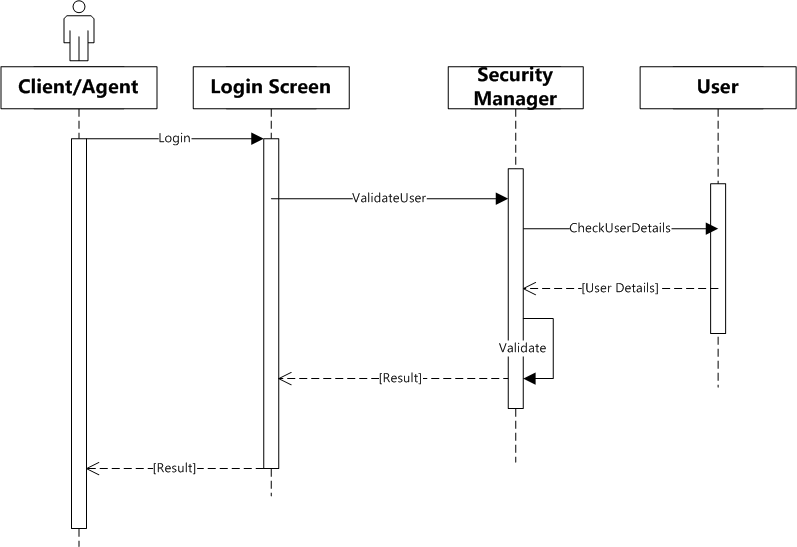 Client/Agent
Login Screen
Security
Manager
User
Login
ValidateUser
CheckUserDetails
[User Details]
Validate
[Result]
[Result]